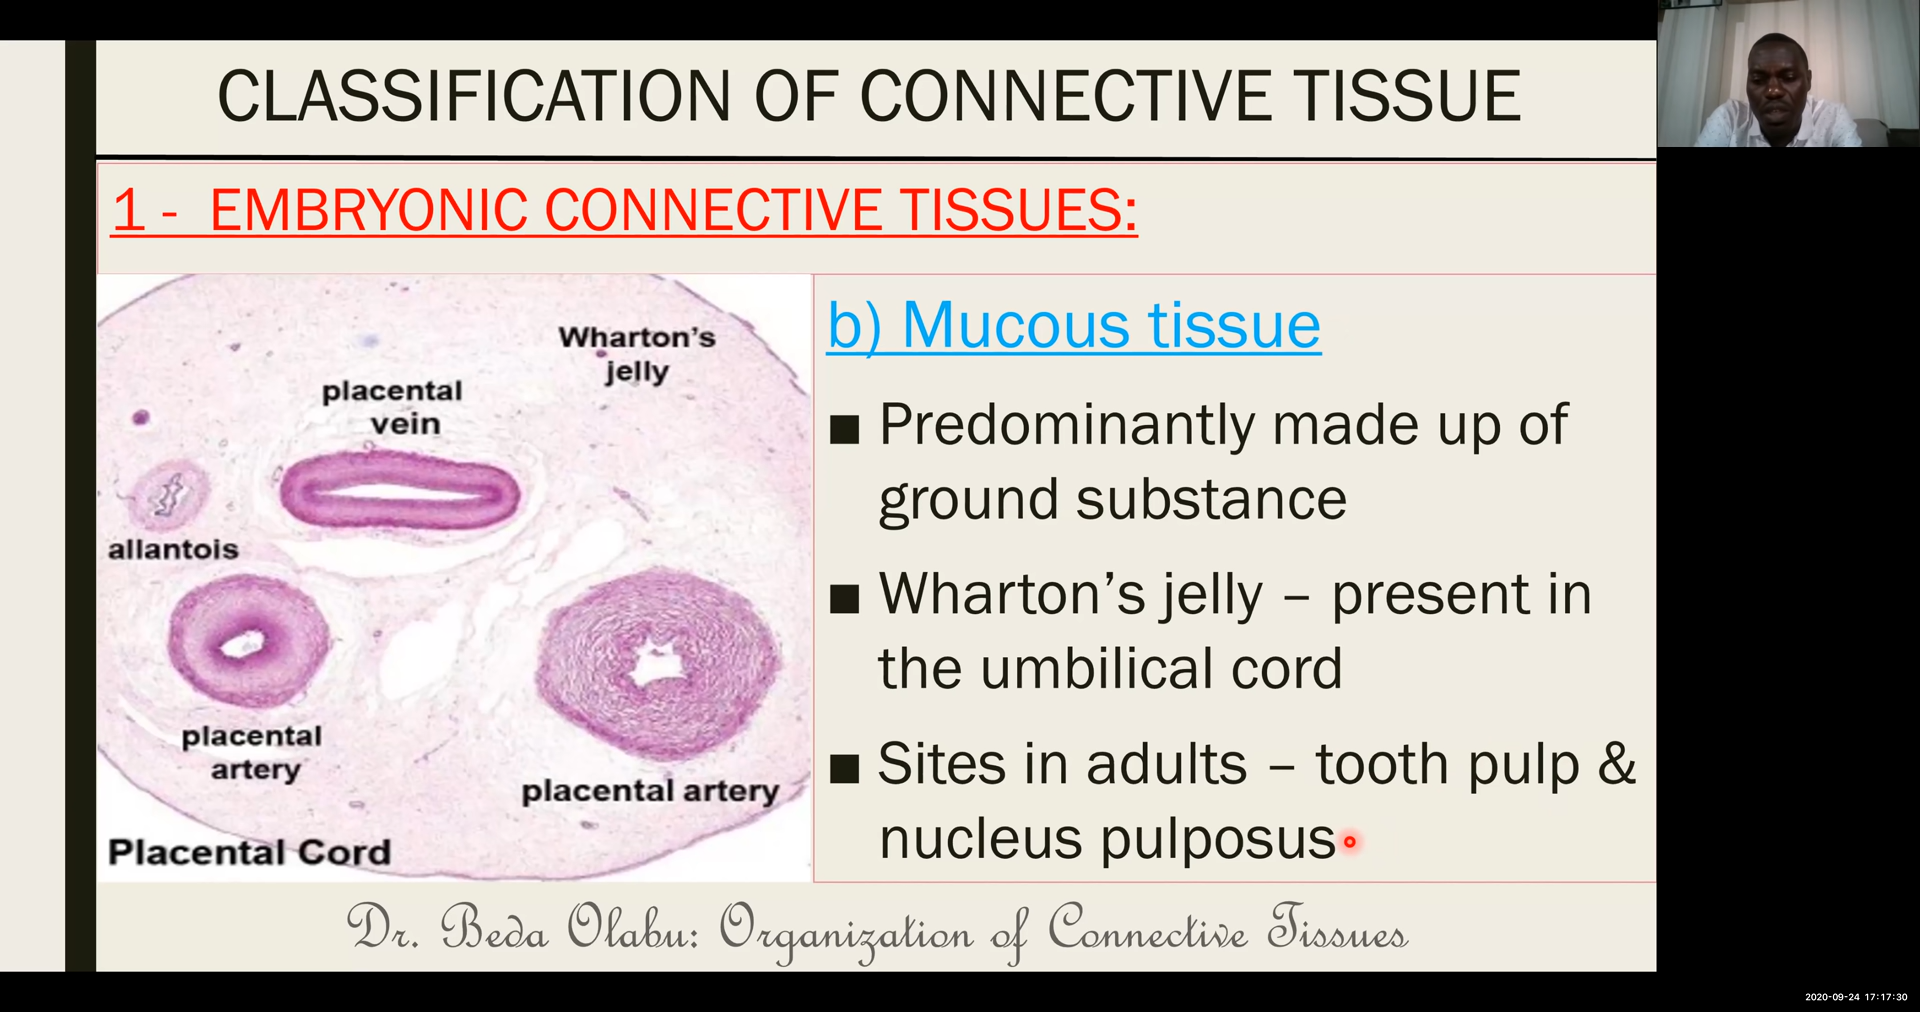 CLASSIFICATION OF CONNECTIVE TISSUE
1 - EMBRYONIC CONNECTIVE TISSUES:
Wharton's
jelly
placental
vein
allantois
placental
artery
placental artery
Placental Cord
b) Mucous tissue
■ Predominantly made up of
ground substance
■ Wharton’s jelly – present in
the umbilical cord
■ Sites in adults – tooth pulp &
nucleus pulposus
Dr. Beda Olabu: Organization of Connective Tissues
2020-09-24 17:17:30